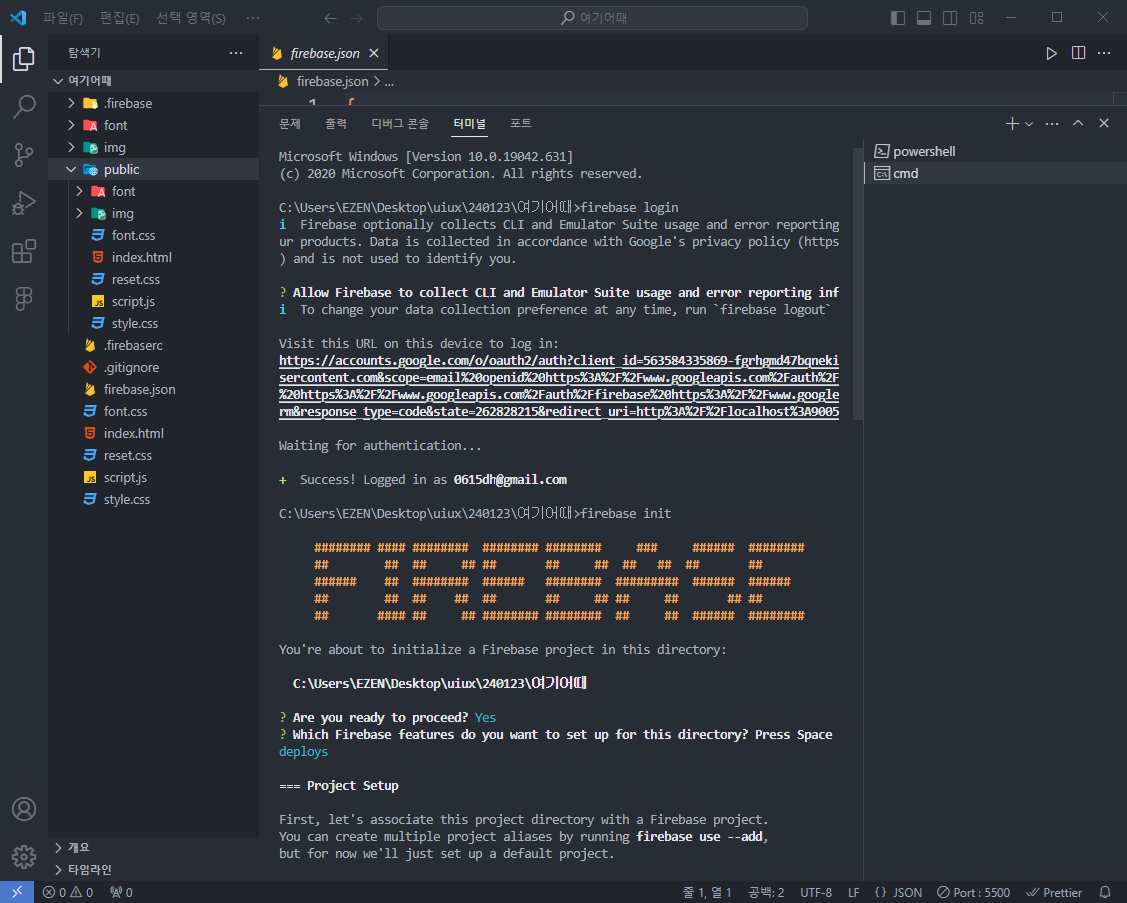 파일(F) 편집(E) 선택 영역(S) ··· 여기어때
탐색기 ···
여기어때
.firebase
font
img
public
font
img
font.css
index.html
reset.css
script.js
style.css
.firebaserc
.gitignore
firebase.json
font.css
index.html
reset.css
script.js
style.css
개요
타임라인
firebase.json
firebase.json > ...
1 {
문제 출력 디버그 콘솔 터미널 포트
Microsoft Windows [Version 10.0.19042.631]
(c) 2020 Microsoft Corporation. All rights reserved.
C:\Users\EZEN\Desktop\uiux\240123\여기어때>firebase login
i Firebase optionally collects CLI and Emulator Suite usage and error reporting
ur products. Data is collected in accordance with Google's privacy policy (https
) and is not used to identify you.
? Allow Firebase to collect CLI and Emulator Suite usage and error reporting inf
i To change your data collection preference at any time, run `firebase logout`
Visit this URL on this device to log in:
https://accounts.google.com/o/oauth2/auth?client_id=563584335869-fgrhgmd47bqneki
sercontent.com&scope=email%20openid%20https%3A%2F%2Fwww.googleapis.com%2Fauth%2F
%20https%3A%2F%2Fwww.googleapis.com%2Fauth%2Ffirebase%20https%3A%2F%2Fwww.google
rm&response_type=code&state=262828215&redirect_uri=http%3A%2F%2Flocalhost%3A9005
Waiting for authentication...
+ Success! Logged in as 0615dh@gmail.com
C:\Users\EZEN\Desktop\uiux\240123\여기어때>firebase init
FIREBASE
You're about to initialize a Firebase project in this directory:
C:\Users\EZEN\Desktop\uiux\240123\여기어때
? Are you ready to proceed? Yes
? Which Firebase features do you want to set up for this directory? Press Space
deploys
=== Project Setup
First, let's associate this project directory with a Firebase project.
You can create multiple project aliases by running firebase use --add,
but for now we'll just set up a default project.
powershell
cmd
0 0 0 줄 1, 열 1 공백: 2 UTF-8 LF {} JSON Port : 5500 Prettier